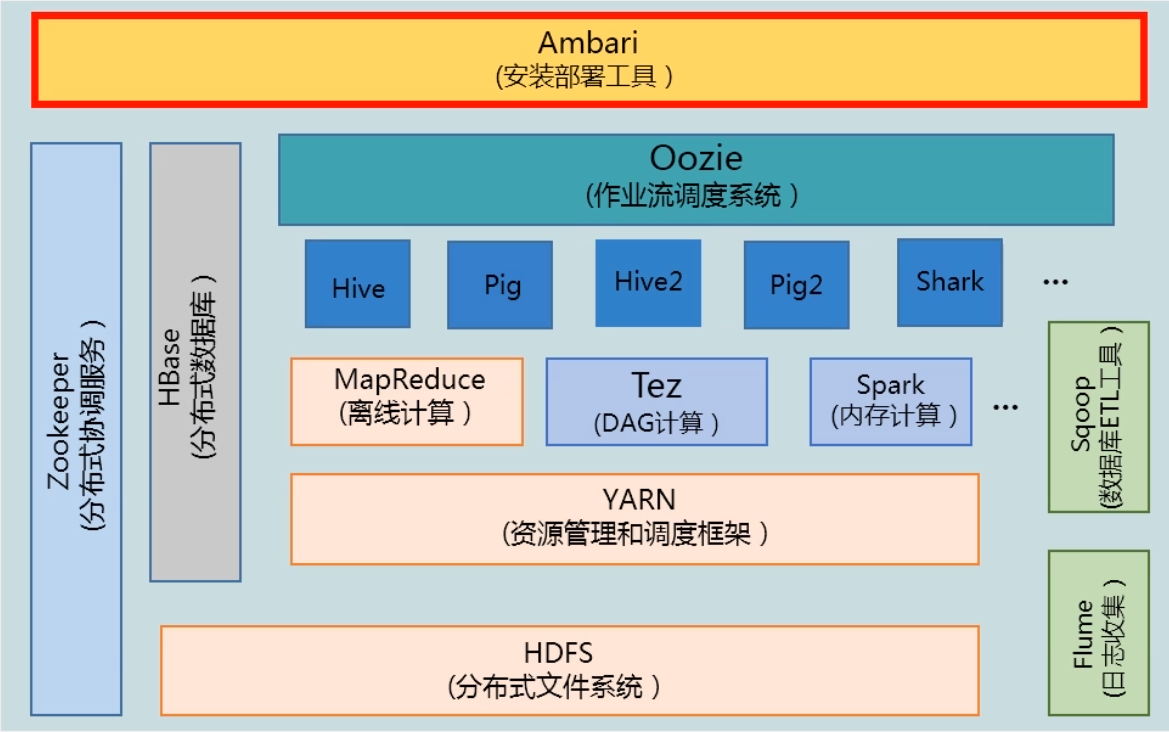 Ambari
(安装部署工具)
Oozie
(作业流调度系统)
Hive
Pig
Hive2
Pig2
Shark
...
MapReduce
(离线计算)
Tez
(DAG计算)
Spark
(内存计算)
...
YARN
(资源管理和调度框架)
HDFS
(分布式文件系统)
Zookeeper
(分布式协调服务)
HBase
(分布式数据库)
Sqoop
(数据库ETL工具)
Flume
(日志收集)